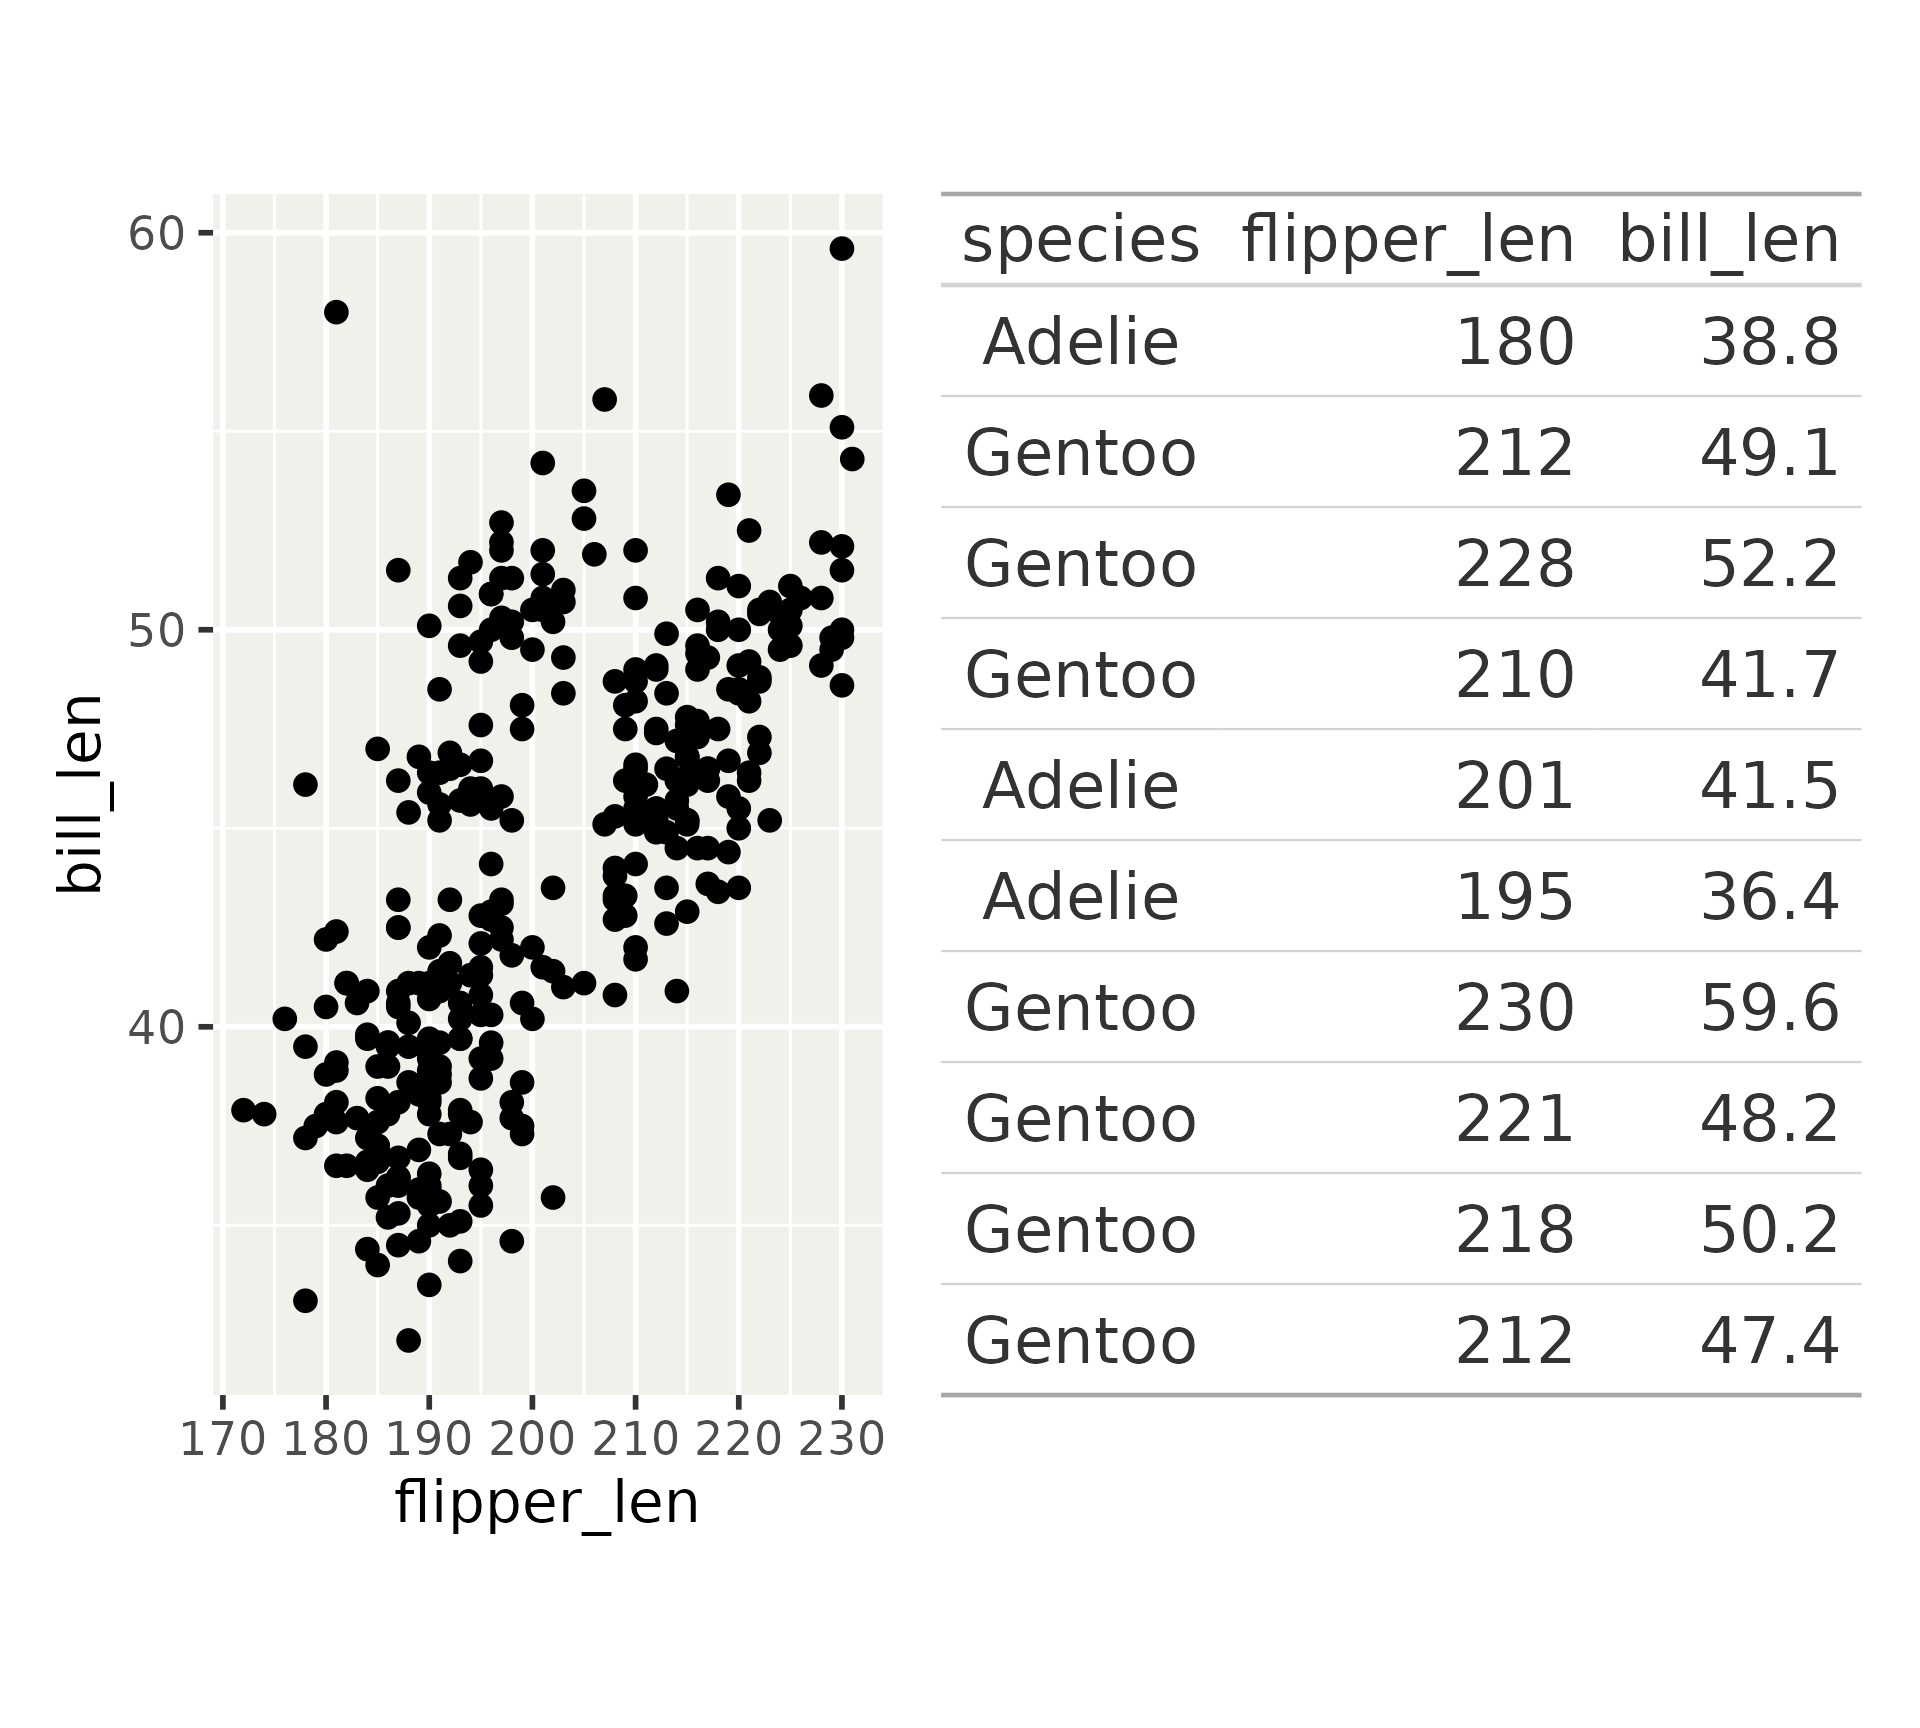 60
50
40
bill_len
170 180 190 200 210 220 230
flipper_len
species flipper_len bill_len
Adelie 180 38.8
Gentoo 212 49.1
Gentoo 228 52.2
Gentoo 210 41.7
Adelie 201 41.5
Adelie 195 36.4
Gentoo 230 59.6
Gentoo 221 48.2
Gentoo 218 50.2
Gentoo 212 47.4